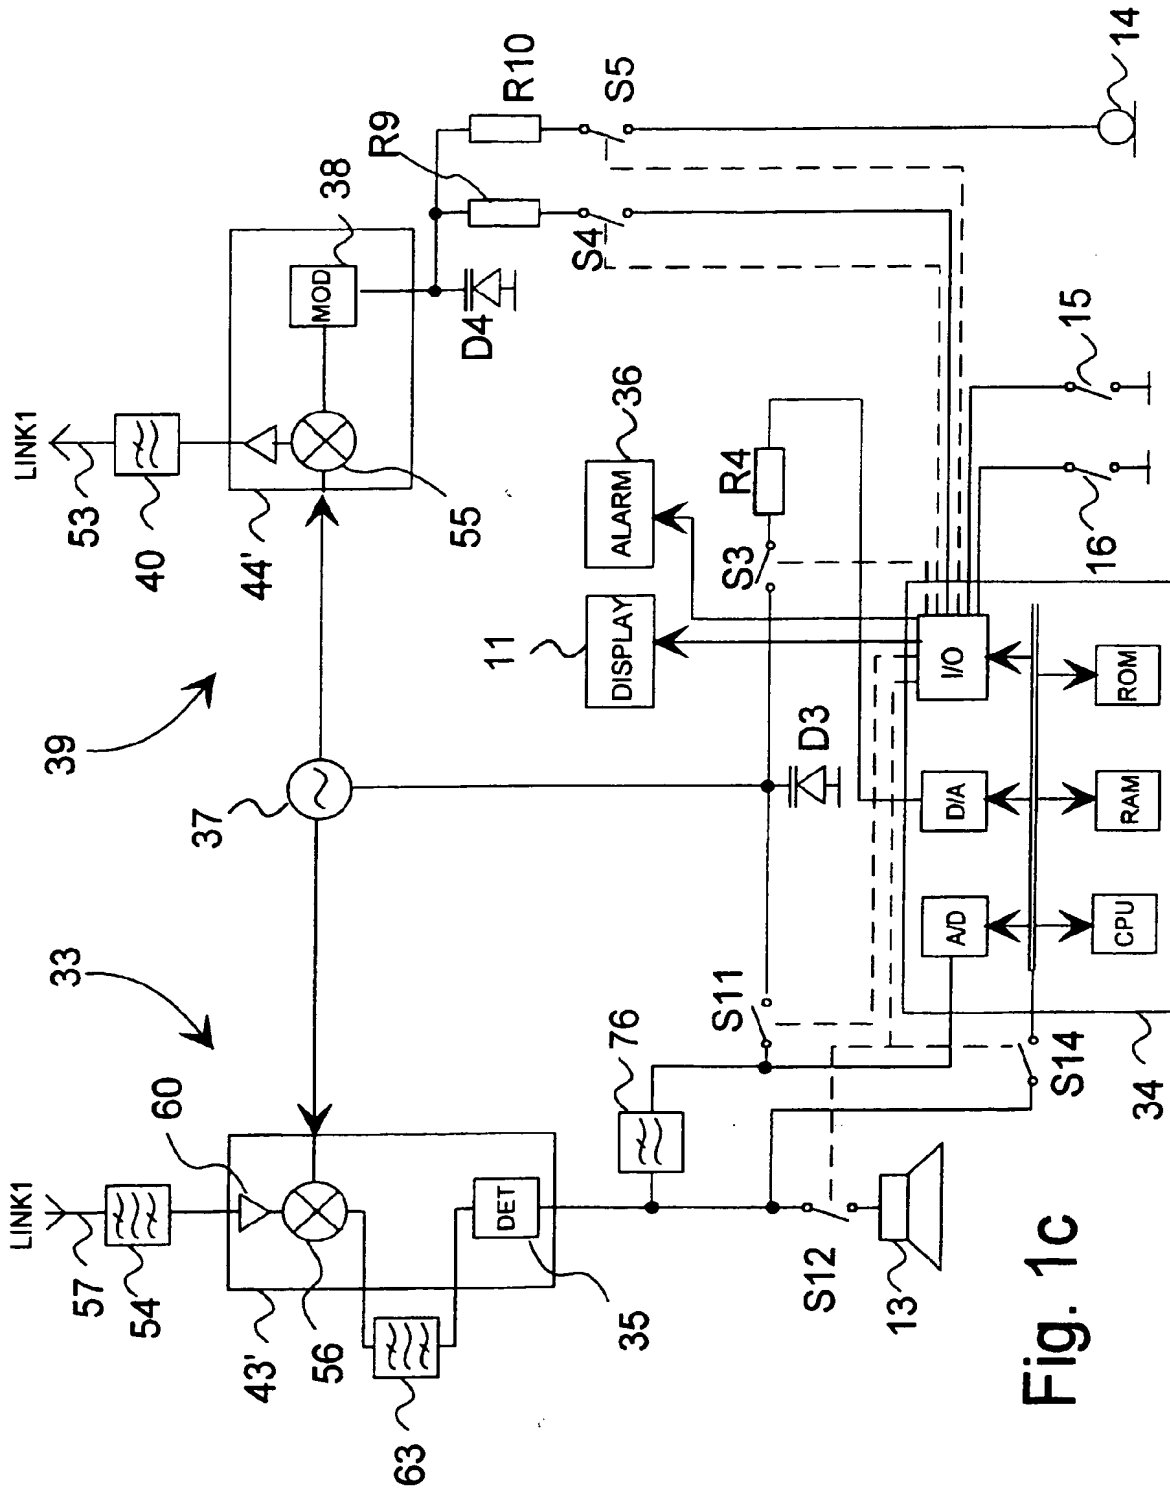 LINK1
57
54
60
43'
56
63
DET
35
33
37
39
LINK1
53
40
44'
55
MOD
38
R9
R10
D4
S4
S5
14
76
S11
S12
13
S14
34
D3
S3
R4
11
DISPLAY
ALARM
36
A/D
D/A
I/O
CPU
RAM
ROM
16
15
Fig. 1c